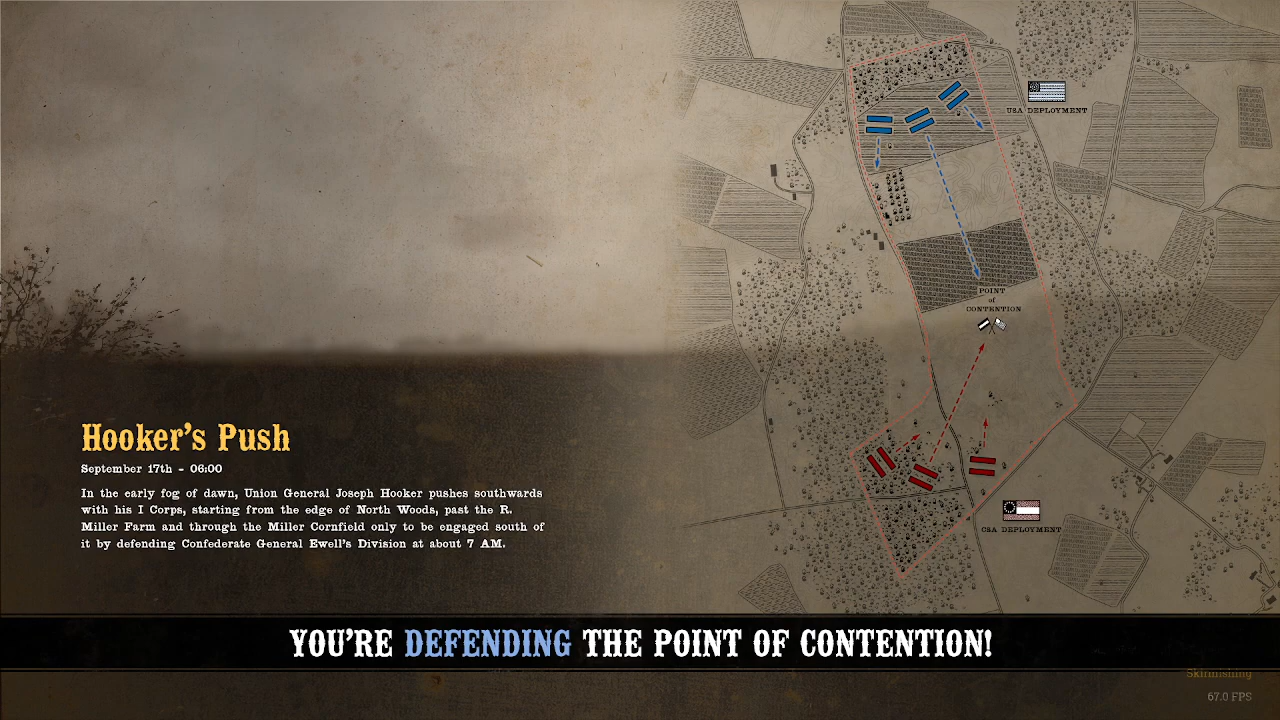 USA DEPLOYMENT
POINT
of
CONTENTION
Hooker's Push
September 17th - 06:00
In the early fog of dawn, Union General Joseph Hooker pushes southwards
with his I Corps, starting from the edge of North Woods, past the R.
Miller Farm and through the Miller Cornfield only to be engaged south of
it by defending Confederate General Ewell's Division at about 7 AM.
CSA DEPLOYMENT
YOU'RE DEFENDING THE POINT OF CONTENTION!
Skirmishing
67.0 FPS